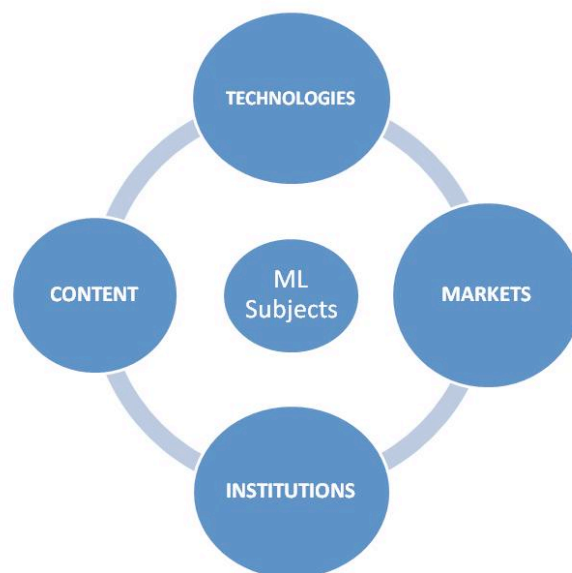 TECHNOLOGIES
CONTENT
ML
Subjects
MARKETS
INSTITUTIONS